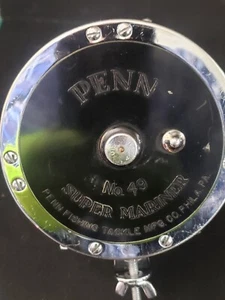 PENN
No. 49
SUPER MARINER
PENN FISHING TACKLE MFG. CO. PHILA. PA.